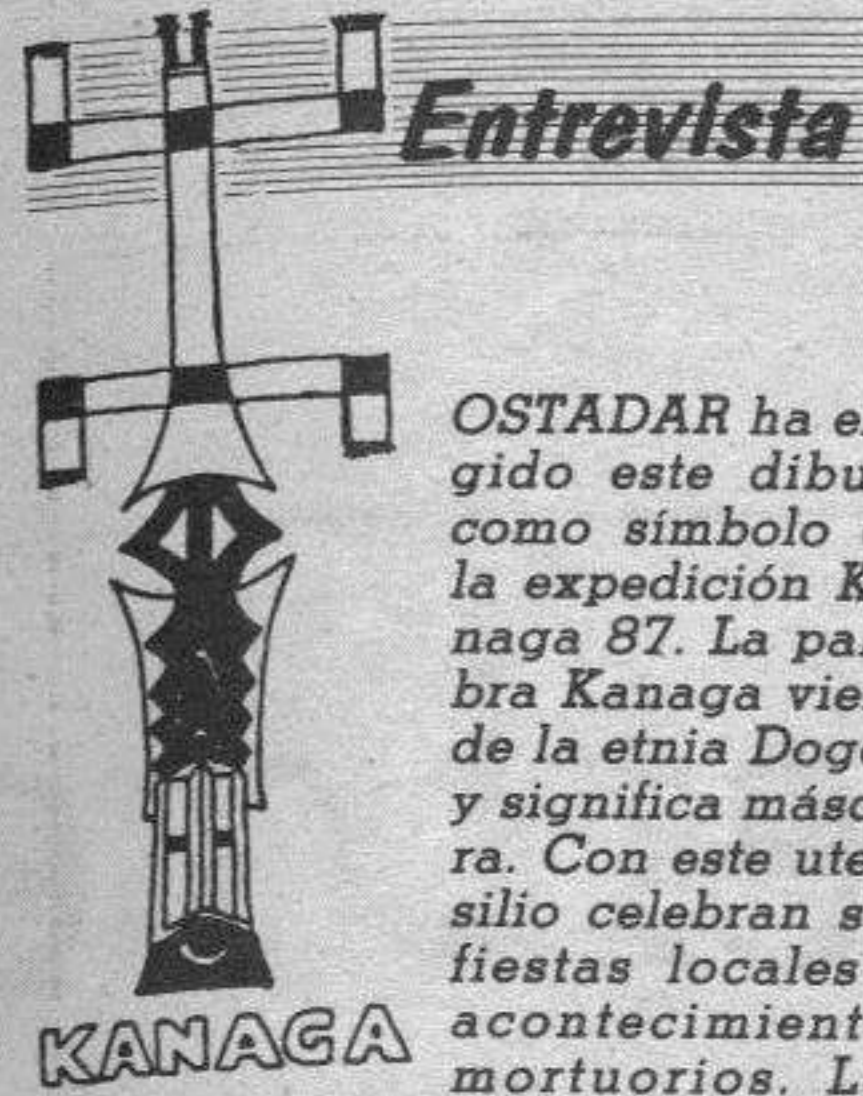 Entrevista
OSTADAR ha e
gido este dibu
como símbolo
la expedición K
naga 87. La pa
bra Kanaga vie
de la etnia Dog
y significa másc
ra. Con este ute
silio celebran s
fiestas locales
acontecimient
mortuorios. L
KANAGA